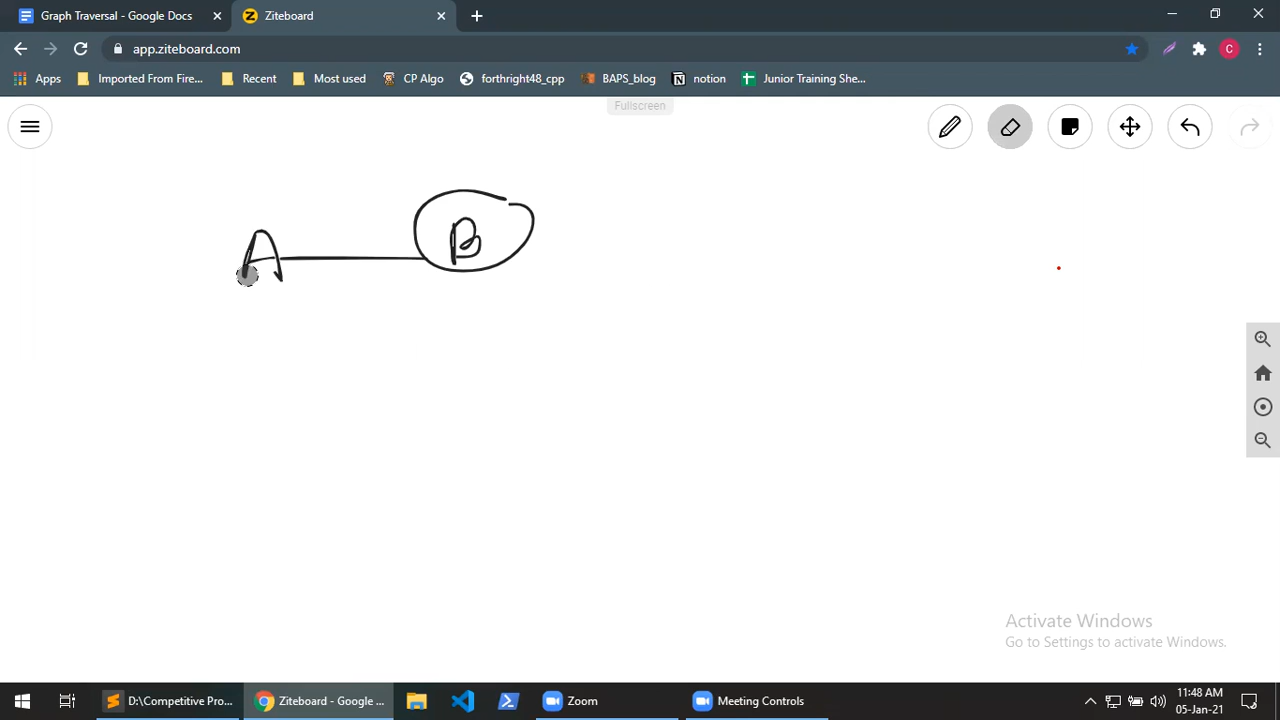 Graph Traversal - Google Docs
Ziteboard
app.ziteboard.com
C
Apps
Imported From Fire...
Recent
Most used
CP Algo
forthright48_cpp
BAPS_blog
notion
Junior Training She...
Fullscreen
A
B
Activate Windows
Go to Settings to activate Windows.
D:\Competitive Pro...
Ziteboard - Google ...
Zoom
Meeting Controls
11:48 AM
05-Jan-21